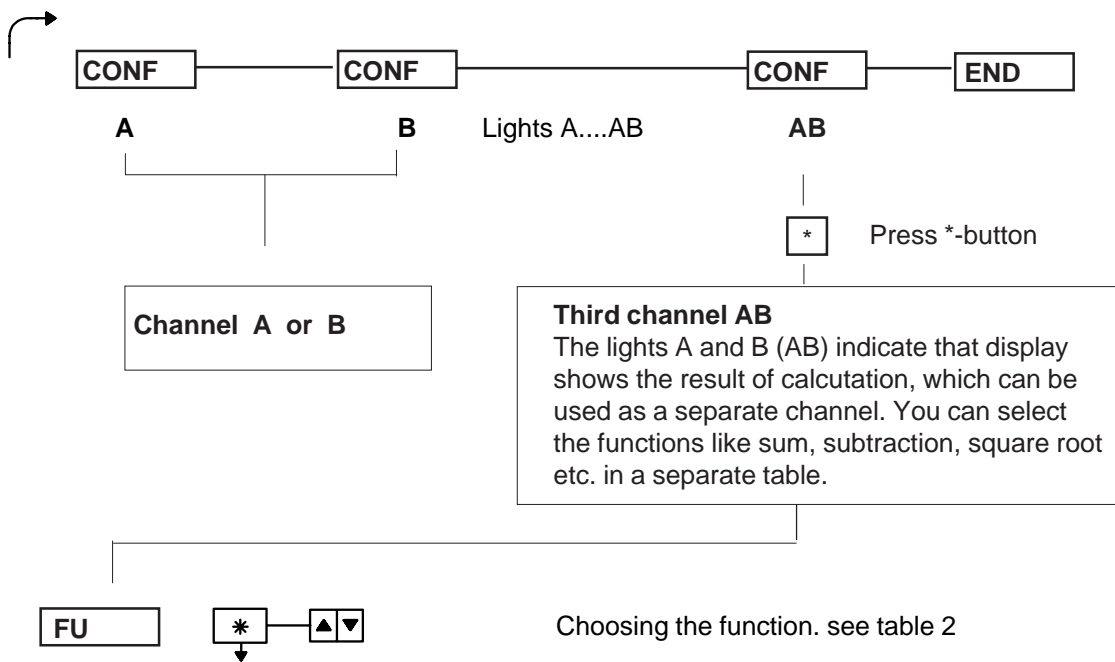 CONF CONF CONF END
A B Lights A....AB AB
* Press *-button
Channel A or B
Third channel AB
The lights A and B (AB) indicate that display
shows the result of calcutation, which can be
used as a separate channel. You can select
the functions like sum, subtraction, square root
etc. in a separate table.
FU * ▲ ▼ Choosing the function. see table 2